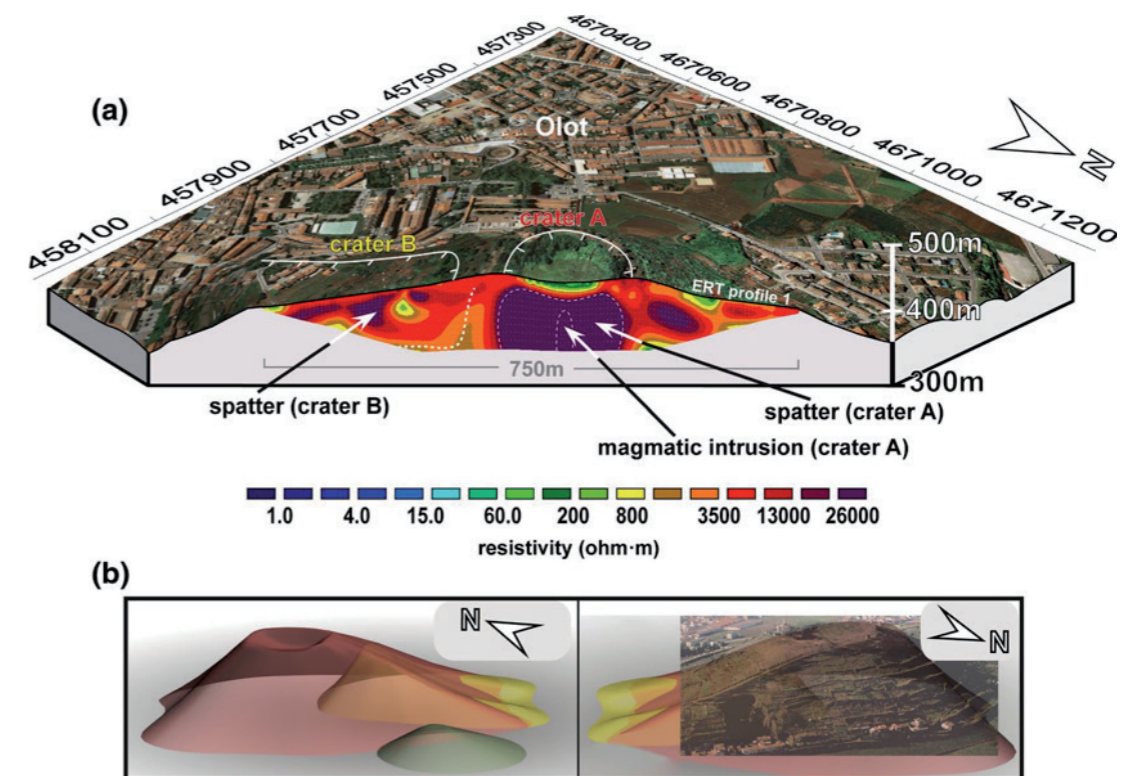 (a)
458100 457900 457700 457500 457300
4670400 4670600 4670800 4671000 4671200
N
Olot
crater A
crater B
500m
ERT profile 1
400m
750m
300m
spatter (crater B)
spatter (crater A)
magmatic intrusion (crater A)
1.0 4.0 15.0 60.0 200 800 3500 13000 26000
resistivity (ohm·m)
(b)
N
N